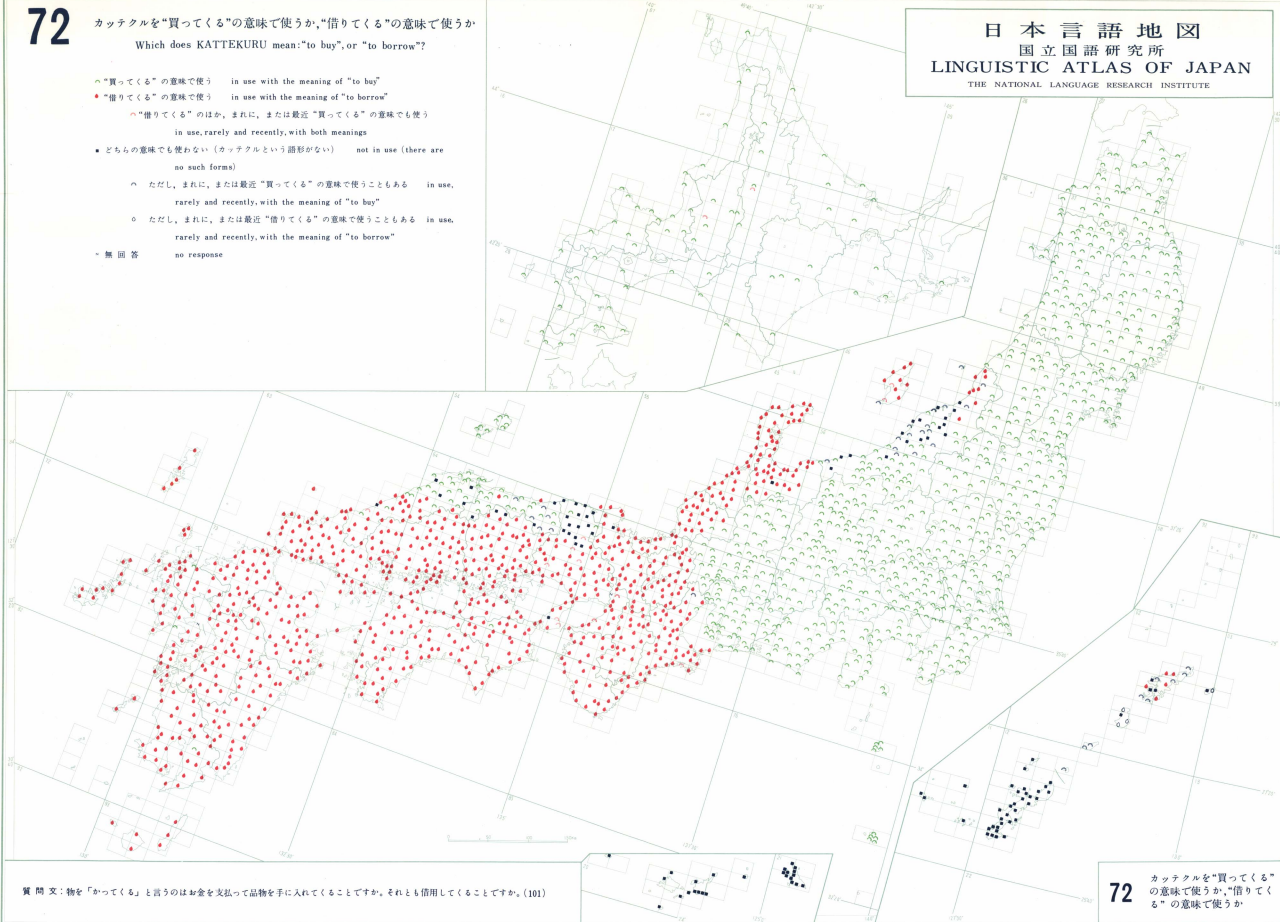 72
カッテクルを“買ってくる”の意味で使うか,“借りてくる”の意味で使うか
Which does KATTEKURU mean:“to buy”, or “to borrow”?
“買ってくる” の意味で使う in use with the meaning of “to buy”
“借りてくる” の意味で使う in use with the meaning of “to borrow”
“借りてくる” のほか, まれに, または最近 “買ってくる” の意味でも使う
in use, rarely and recently, with both meanings
どちらの意味でも使わない (カッテクルという語形がない) not in use (there are
no such forms)
ただし, まれに, または最近 “買ってくる” の意味で使うこともある in use,
rarely and recently, with the meaning of “to buy”
ただし, まれに, または最近 “借りてくる” の意味で使うこともある in use,
rarely and recently, with the meaning of “to borrow”
無回答 no response
日本言語地図
国立国語研究所
LINGUISTIC ATLAS OF JAPAN
THE NATIONAL LANGUAGE RESEARCH INSTITUTE
質問文:物を「かってくる」と言うのはお金を支払って品物を手に入れてくることですか。それとも借用してくることですか。(101)
72
カッテクルを“買ってくる”
の意味で使うか,“借りてく
る” の意味で使うか